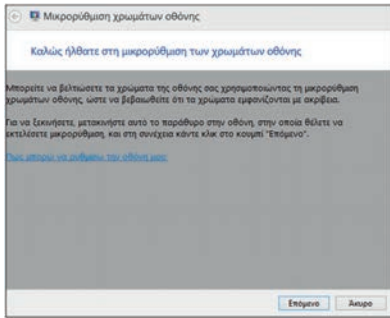 Μικρορύθμιση χρωμάτων οθόνης
Καλώς ήλθατε στη μικρορύθμιση των χρωμάτων οθόνης
Μπορείτε να βελτιώσετε τα χρώματα της οθόνης σας χρησιμοποιώντας τη μικρορύθμιση
χρωμάτων οθόνης, ώστε να βεβαιωθείτε ότι τα χρώματα εμφανίζονται με ακρίβεια.
Για να ξεκινήσετε, μετακινήστε αυτό το παράθυρο στην οθόνη, στην οποία θέλετε να
εκτελέσετε μικρορύθμιση, και στη συνέχεια κάντε κλικ στο κουμπί "Επόμενο".
Πώς μπορώ να ρυθμίσω την οθόνη μου;
Επόμενο
Άκυρο